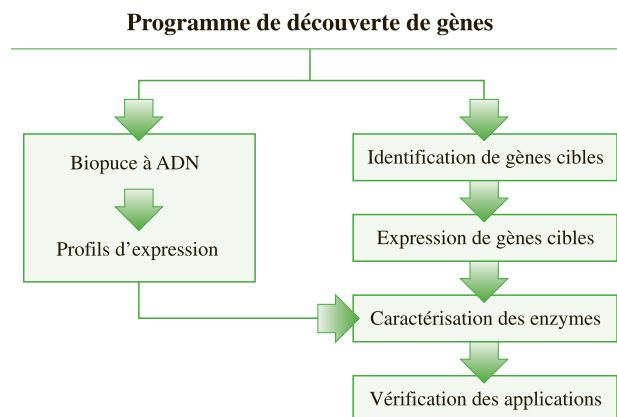 Programme de découverte de gènes
Biopuce à ADN
Profils d'expression
Identification de gènes cibles
Expression de gènes cibles
Caractérisation des enzymes
Vérification des applications